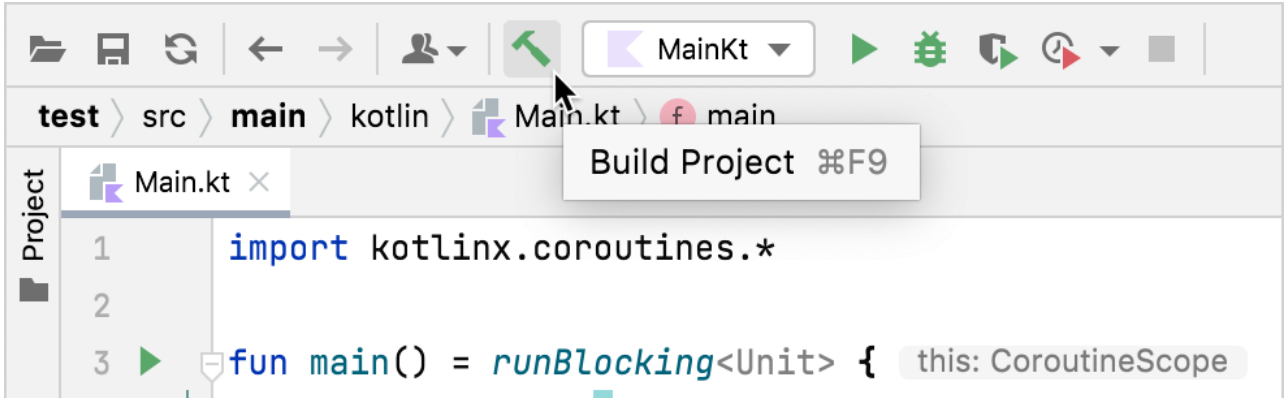 MainKt
test src main kotlin Main.kt f main
Build Project ⌘F9
Project
Main.kt
1 import kotlinx.coroutines.*
2
3 fun main() = runBlocking<Unit> { this: CoroutineScope